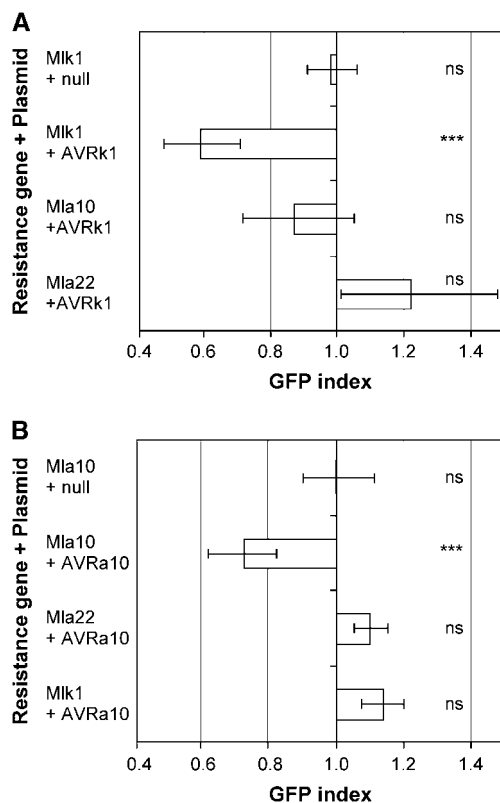 A
Resistance gene + Plasmid
Mlk1
+ null
ns
Mlk1
+ AVRk1
***
Mla10
+AVRk1
ns
Mla22
+AVRk1
ns
0.4 0.6 0.8 1.0 1.2 1.4
GFP index
B
Resistance gene + Plasmid
Mla10
+ null
ns
Mla10
+ AVRa10
***
Mla22
+ AVRa10
ns
Mlk1
+ AVRa10
ns
0.4 0.6 0.8 1.0 1.2 1.4
GFP index